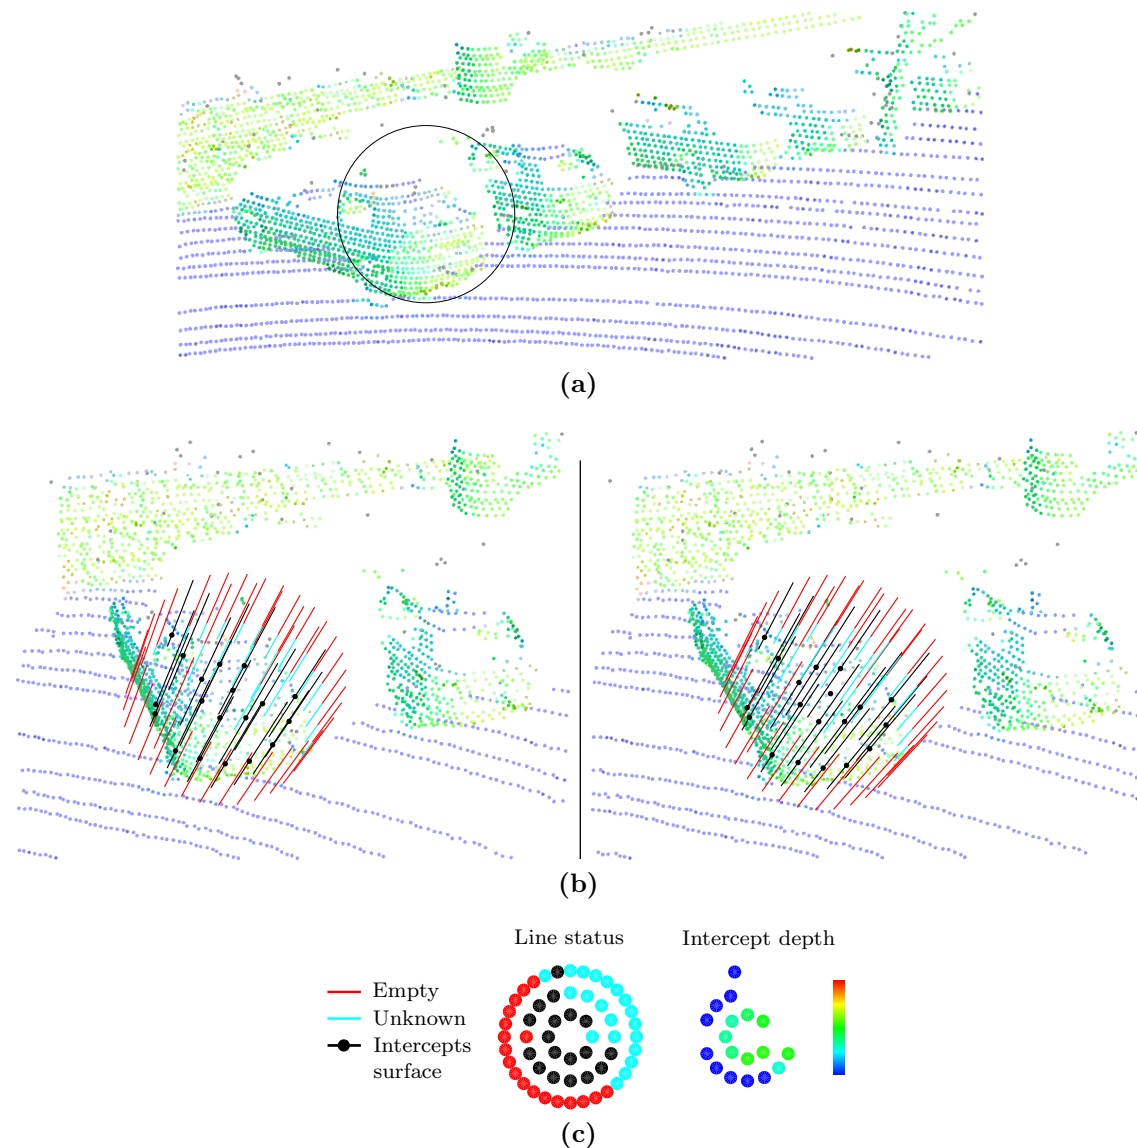 (a)
(b)
Line status
Intercept depth
Empty
Unknown
Intercepts
surface
(c)